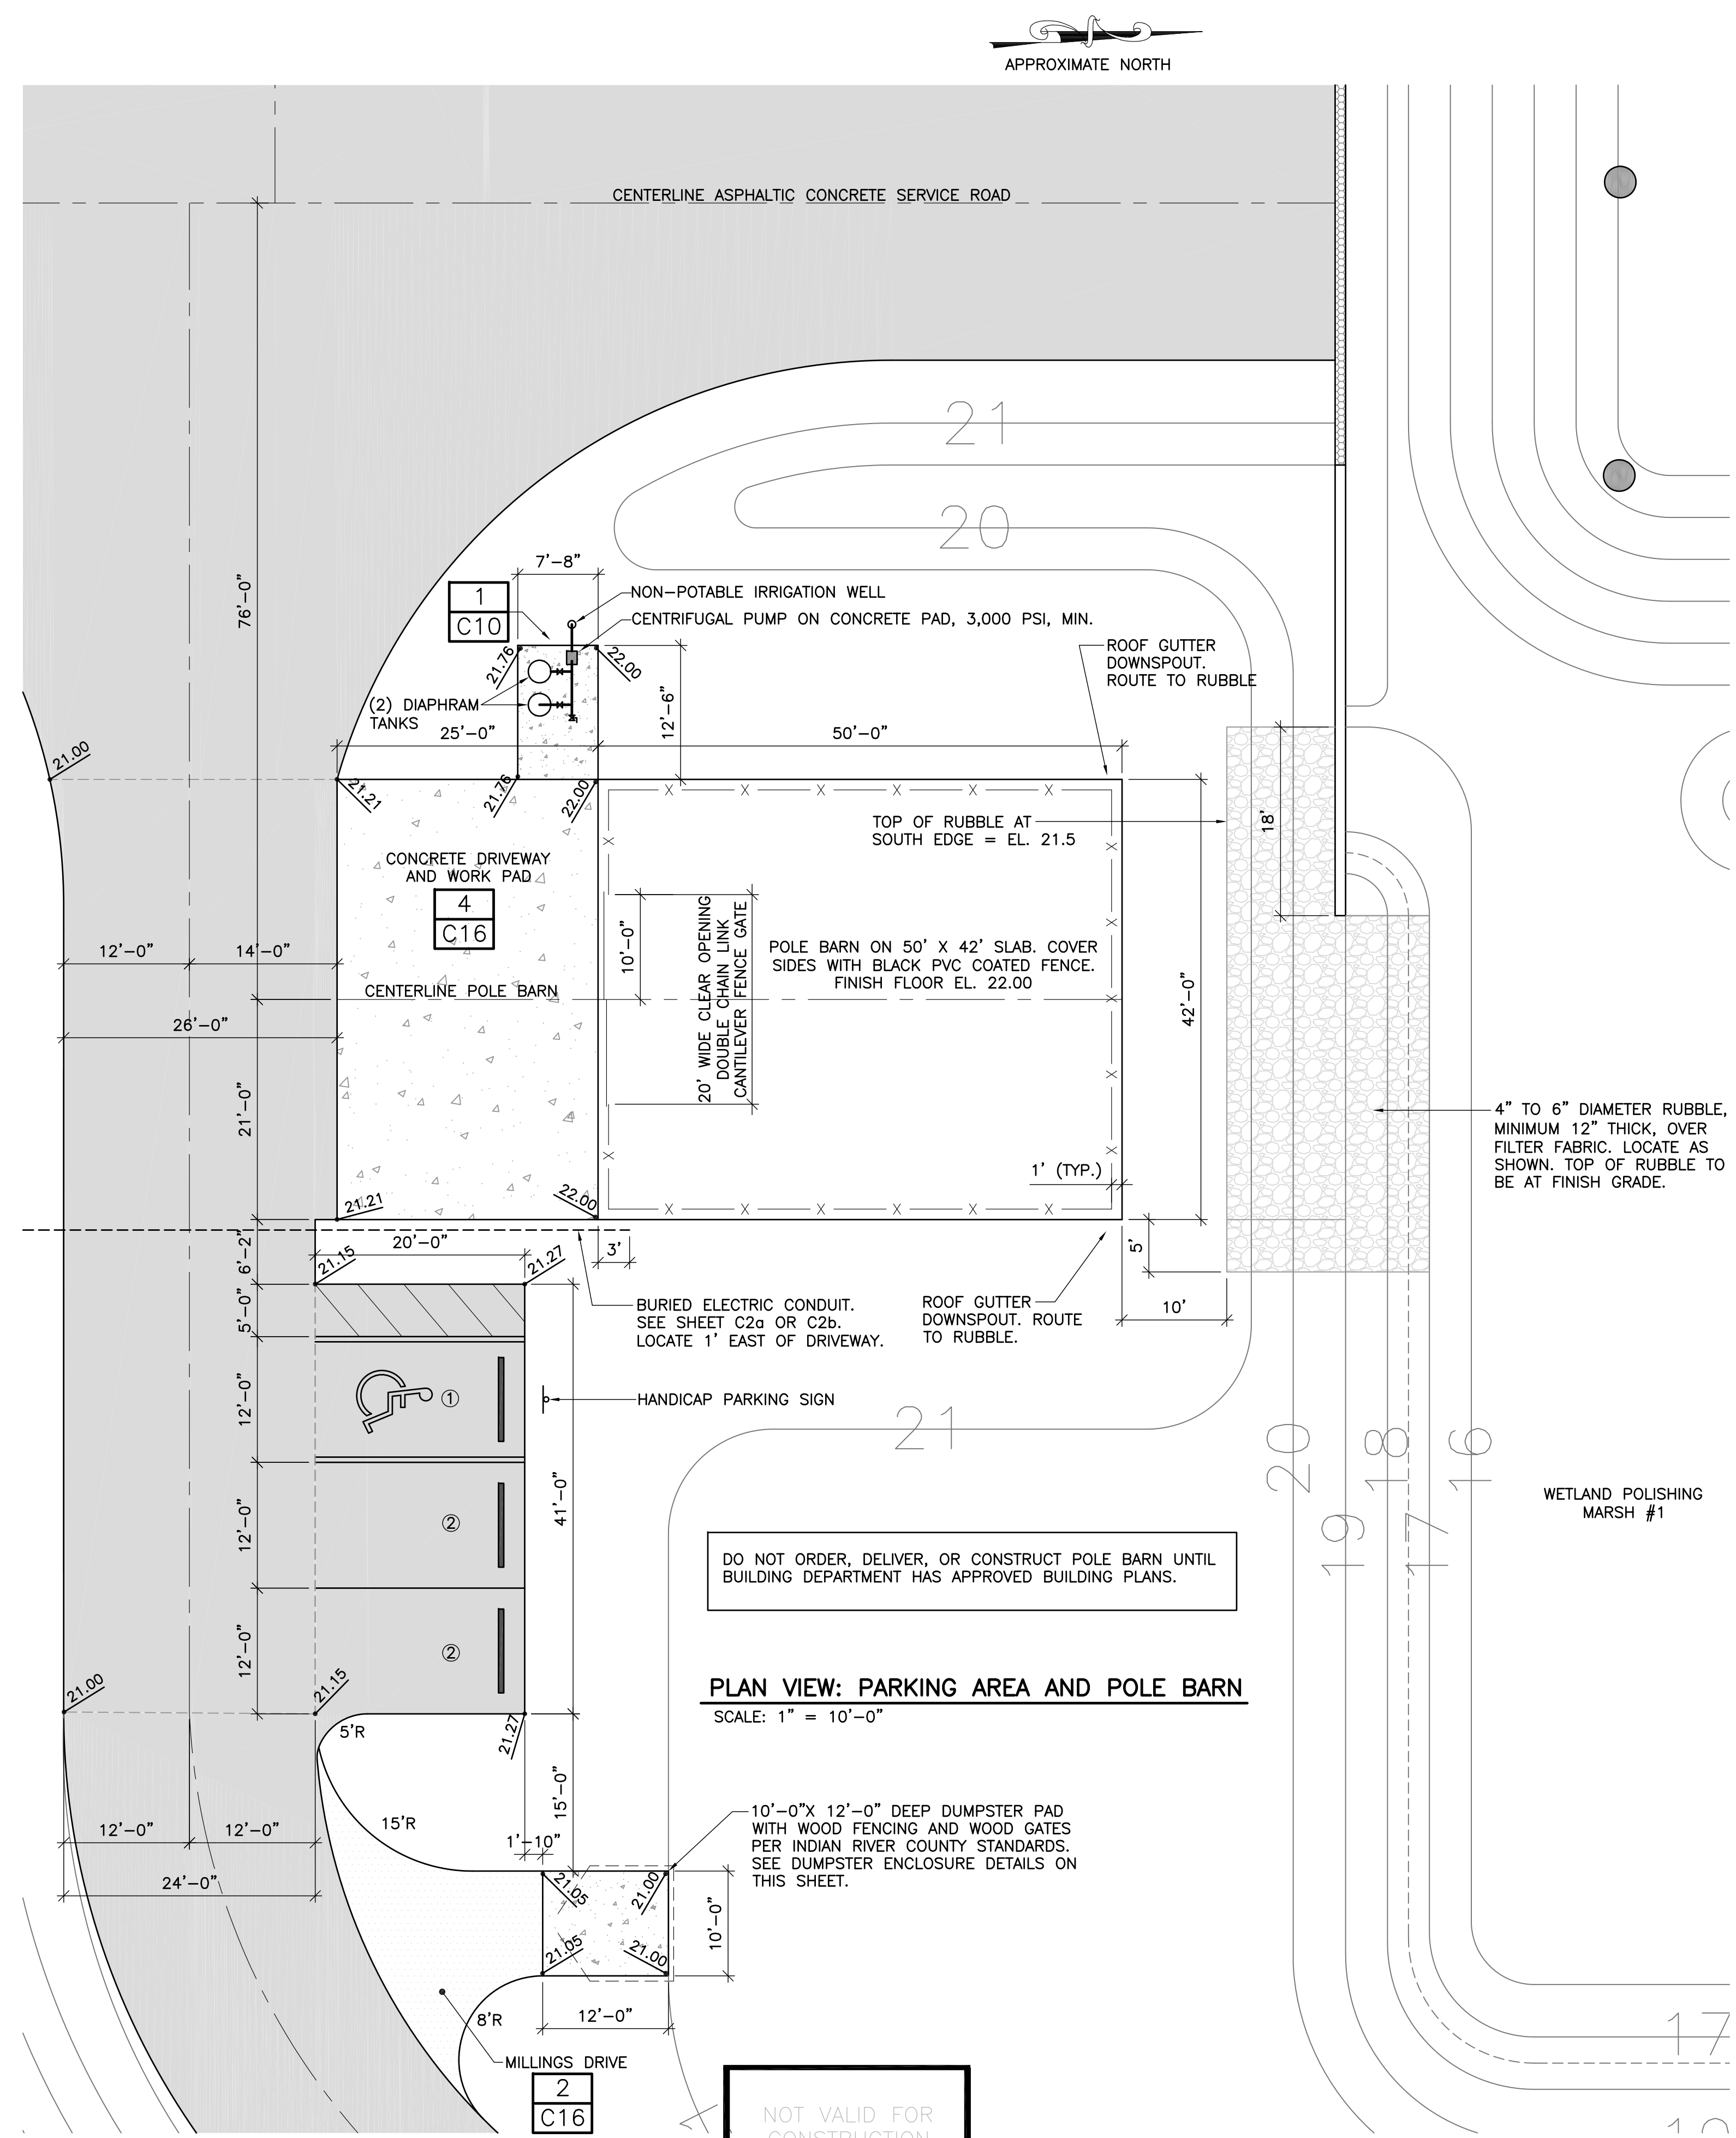 APPROXIMATE NORTH
CENTERLINE ASPHALTIC CONCRETE SERVICE ROAD
21
20
76'-0"
7'-8"
1
C10
NON-POTABLE IRRIGATION WELL
CENTRIFUGAL PUMP ON CONCRETE PAD, 3,000 PSI, MIN.
21.76
22.00
(2) DIAPHRAM
TANKS
12'-6"
ROOF GUTTER
DOWNSPOUT.
ROUTE TO RUBBLE
25'-0"
50'-0"
21.00
21.21
21.76
22.00
TOP OF RUBBLE AT
SOUTH EDGE = EL. 21.5
18'
CONCRETE DRIVEWAY
AND WORK PAD
4
C16
12'-0"
14'-0"
10'-0"
20' WIDE CLEAR OPENING
DOUBLE CHAIN LINK
CANTILEVER FENCE GATE
POLE BARN ON 50' X 42' SLAB. COVER
SIDES WITH BLACK PVC COATED FENCE.
FINISH FLOOR EL. 22.00
CENTERLINE POLE BARN
26'-0"
42'-0"
21'-0"
4" TO 6" DIAMETER RUBBLE,
MINIMUM 12" THICK, OVER
FILTER FABRIC. LOCATE AS
SHOWN. TOP OF RUBBLE TO
BE AT FINISH GRADE.
1' (TYP.)
21.21
22.00
6'-2"
20'-0"
21.15
21.27
3'
5'
10'
5'-0"
BURIED ELECTRIC CONDUIT.
SEE SHEET C2a OR C2b.
LOCATE 1' EAST OF DRIVEWAY.
ROOF GUTTER
DOWNSPOUT. ROUTE
TO RUBBLE.
12'-0"
1
HANDICAP PARKING SIGN
21
20
19
18
17
16
WETLAND POLISHING
MARSH #1
41'-0"
12'-0"
2
DO NOT ORDER, DELIVER, OR CONSTRUCT POLE BARN UNTIL
BUILDING DEPARTMENT HAS APPROVED BUILDING PLANS.
12'-0"
2
21.00
21.15
21.27
5'R
PLAN VIEW: PARKING AREA AND POLE BARN
SCALE: 1" = 10'-0"
15'-0"
15'R
12'-0"
12'-0"
1'-10"
10'-0"X 12'-0" DEEP DUMPSTER PAD
WITH WOOD FENCING AND WOOD GATES
PER INDIAN RIVER COUNTY STANDARDS.
SEE DUMPSTER ENCLOSURE DETAILS ON
THIS SHEET.
24'-0"
21.05
21.00
10'-0"
21.05
21.00
8'R
12'-0"
MILLINGS DRIVE
2
C16
17
NOT VALID FOR
CONSTRUCTION